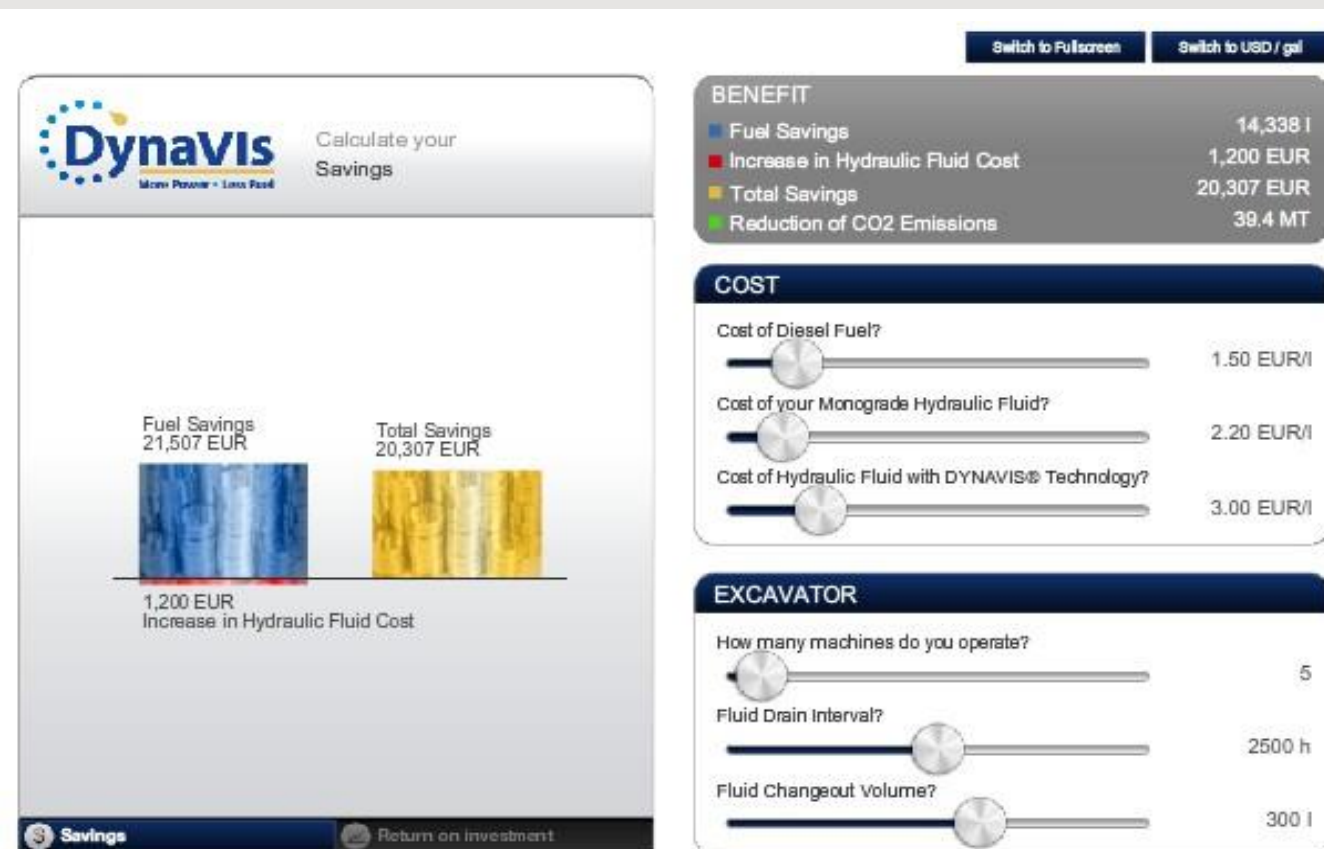 Switch to Fullscreen
Switch to USD / gal
DYNAVIS
More Power • Less Fuel
Calculate your
Savings
Fuel Savings
21,507 EUR
Total Savings
20,307 EUR
1,200 EUR
Increase in Hydraulic Fluid Cost
Savings
Return on investment
BENEFIT
Fuel Savings 14,338 l
Increase in Hydraulic Fluid Cost 1,200 EUR
Total Savings 20,307 EUR
Reduction of CO2 Emissions 39.4 MT
COST
Cost of Diesel Fuel?
1.50 EUR/l
Cost of your Monograde Hydraulic Fluid?
2.20 EUR/l
Cost of Hydraulic Fluid with DYNAVIS® Technology?
3.00 EUR/l
EXCAVATOR
How many machines do you operate?
5
Fluid Drain Interval?
2500 h
Fluid Changeout Volume?
300 l